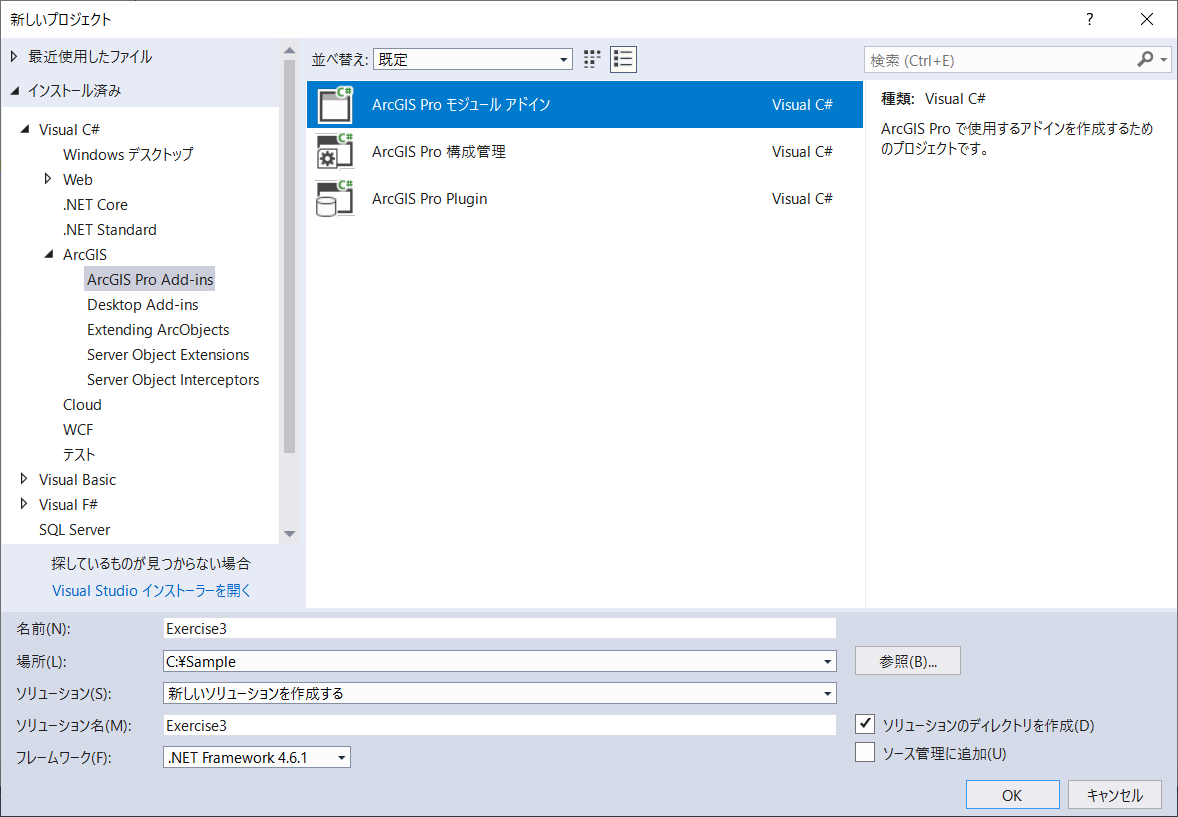 新しいプロジェクト
?
最近使用したファイル
インストール済み
Visual C#
Windows デスクトップ
Web
.NET Core
.NET Standard
ArcGIS
ArcGIS Pro Add-ins
Desktop Add-ins
Extending ArcObjects
Server Object Extensions
Server Object Interceptors
Cloud
WCF
テスト
Visual Basic
Visual F#
SQL Server
探しているものが見つからない場合
Visual Studio インストーラーを開く
並べ替え: 既定
C# ArcGIS Pro モジュール アドイン Visual C#
C# ArcGIS Pro 構成管理 Visual C#
C# ArcGIS Pro Plugin Visual C#
検索 (Ctrl+E)
種類: Visual C#
ArcGIS Pro で使用するアドインを作成するため
のプロジェクトです。
名前(N): Exercise3
場所(L): C:¥Sample 参照(B)...
ソリューション(S): 新しいソリューションを作成する
ソリューション名(M): Exercise3 ソリューションのディレクトリを作成(D)
フレームワーク(F): .NET Framework 4.6.1 ソース管理に追加(U)
OK キャンセル